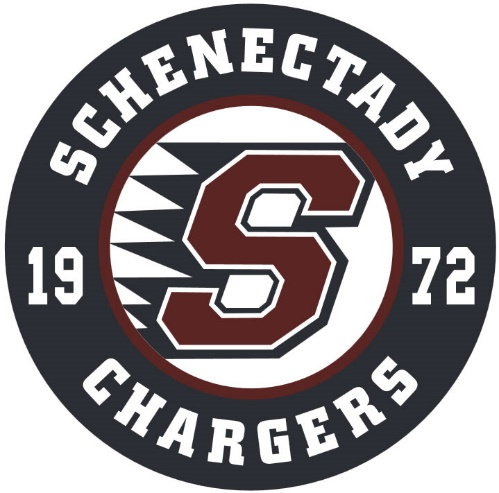 SCHENECTADY
19 72
S
CHARGERS